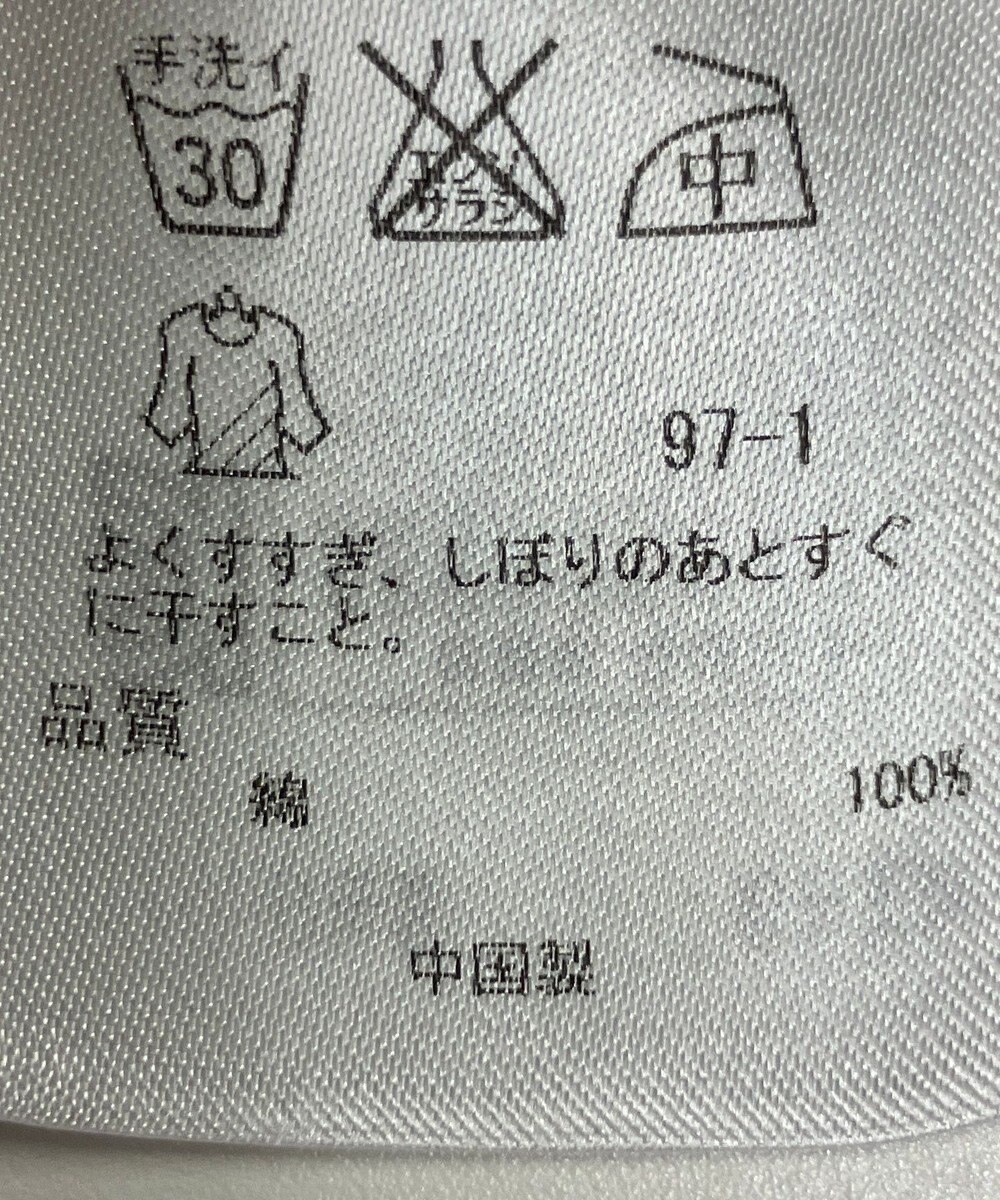 手洗イ
30
エンソ
サラシ
中
97-1
よくすすぎ、しぼりのあとすぐ
に干すこと。
品質
綿 100%
中国製